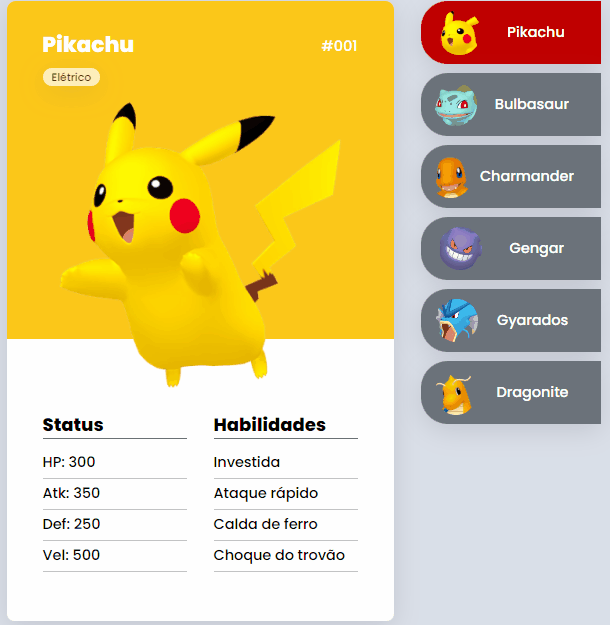 Pikachu
#001
Elétrico
Status
HP: 300
Atk: 350
Def: 250
Vel: 500
Habilidades
Investida
Ataque rápido
Calda de ferro
Choque do trovão
Pikachu
Bulbasaur
Charmander
Gengar
Gyarados
Dragonite